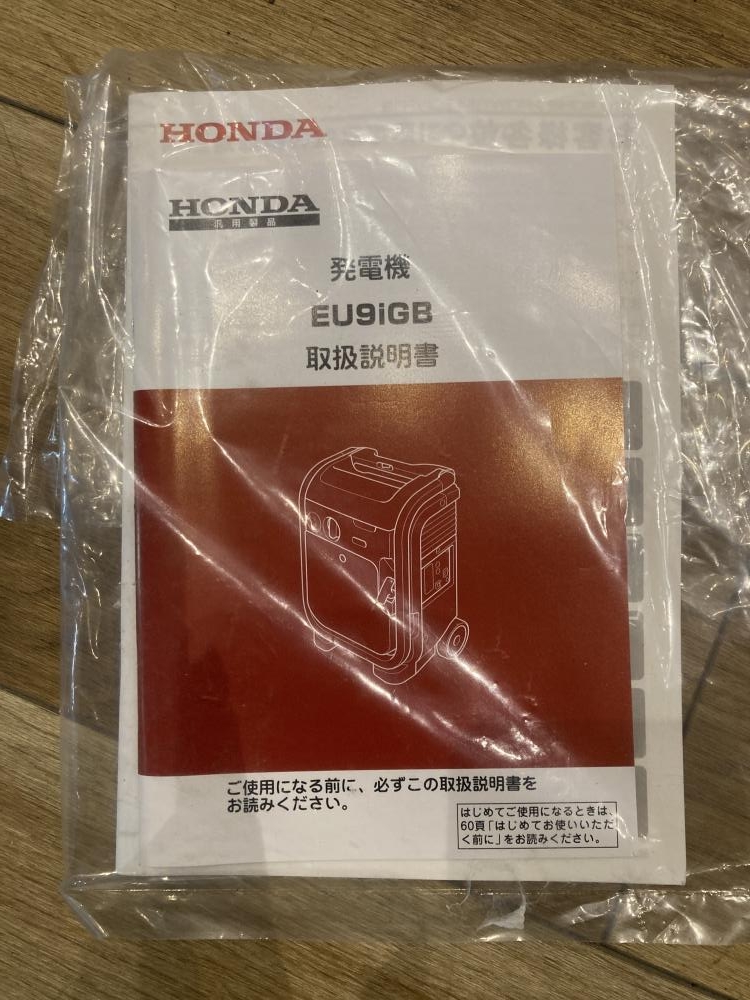 HONDA
HONDA
汎用製品
発電機
EU9iGB
取扱説明書
ご使用になる前に、必ずこの取扱説明書を
お読みください。
はじめてご使用になるときは、
60頁「はじめてお使いいただ
く前に」をお読みください。